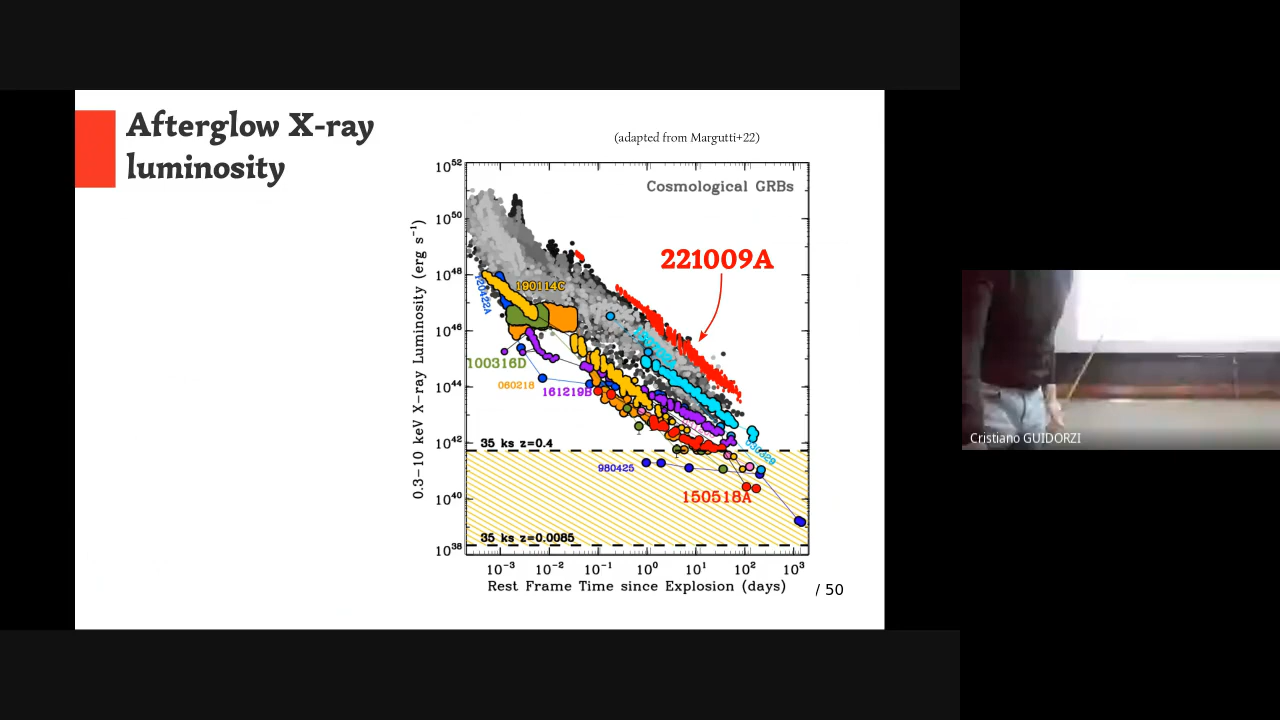 Afterglow X-ray
luminosity
(adapted from Margutti+22)
Cosmological GRBs
221009A
190114C
120422A
100316D
060218
161219B
35 ks z=0.4
030329
980425
150518A
35 ks z=0.0085
10⁵²
10⁵⁰
10⁴⁸
10⁴⁶
10⁴⁴
10⁴²
10⁴⁰
10³⁸
0.3−10 keV X−ray Luminosity (erg s⁻¹)
10⁻³ 10⁻² 10⁻¹ 10⁰ 10¹ 10² 10³
Rest Frame Time since Explosion (days)
/ 50
Cristiano GUIDORZI